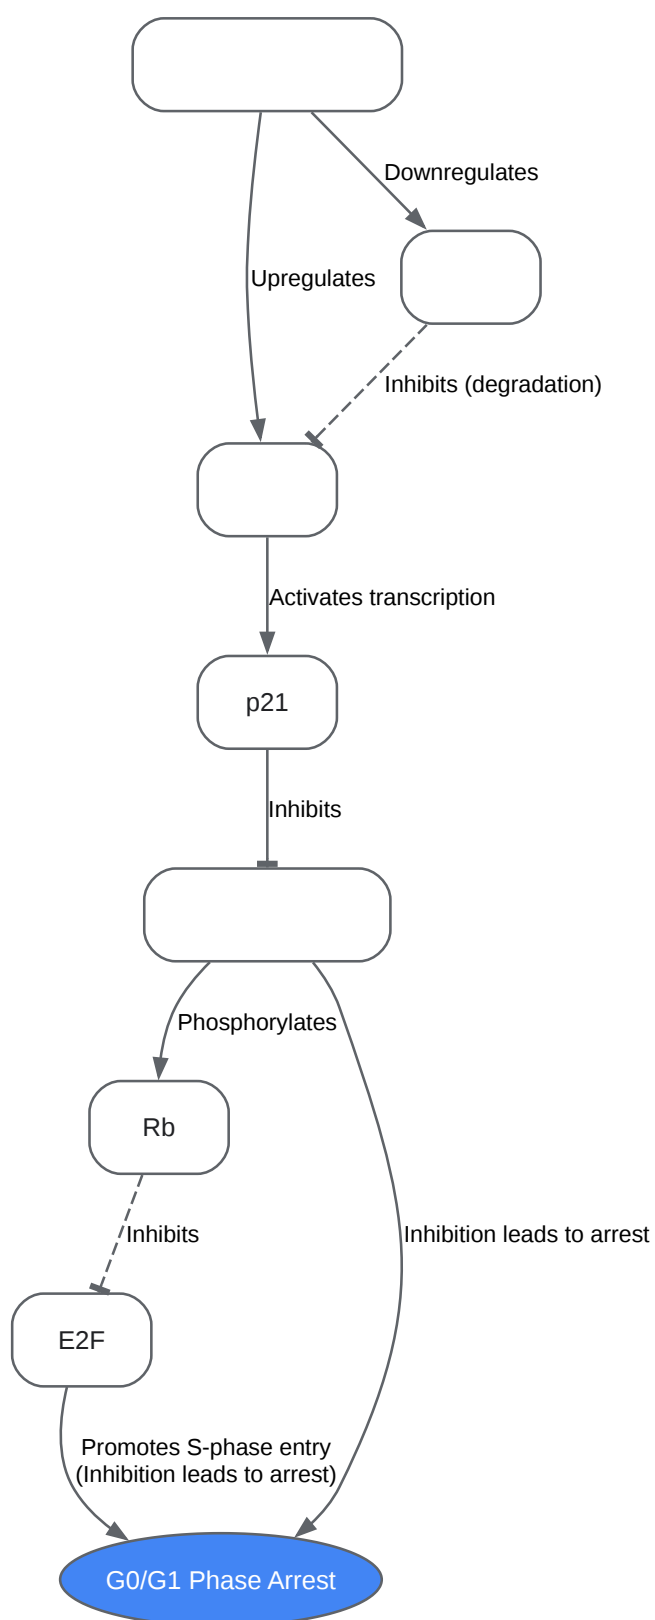 Downregulates
Upregulates
Inhibits (degradation)
Activates transcription
p21
Inhibits
Phosphorylates
Rb
Inhibits
Inhibition leads to arrest
E2F
Promotes S-phase entry
(Inhibition leads to arrest)
G0/G1 Phase Arrest